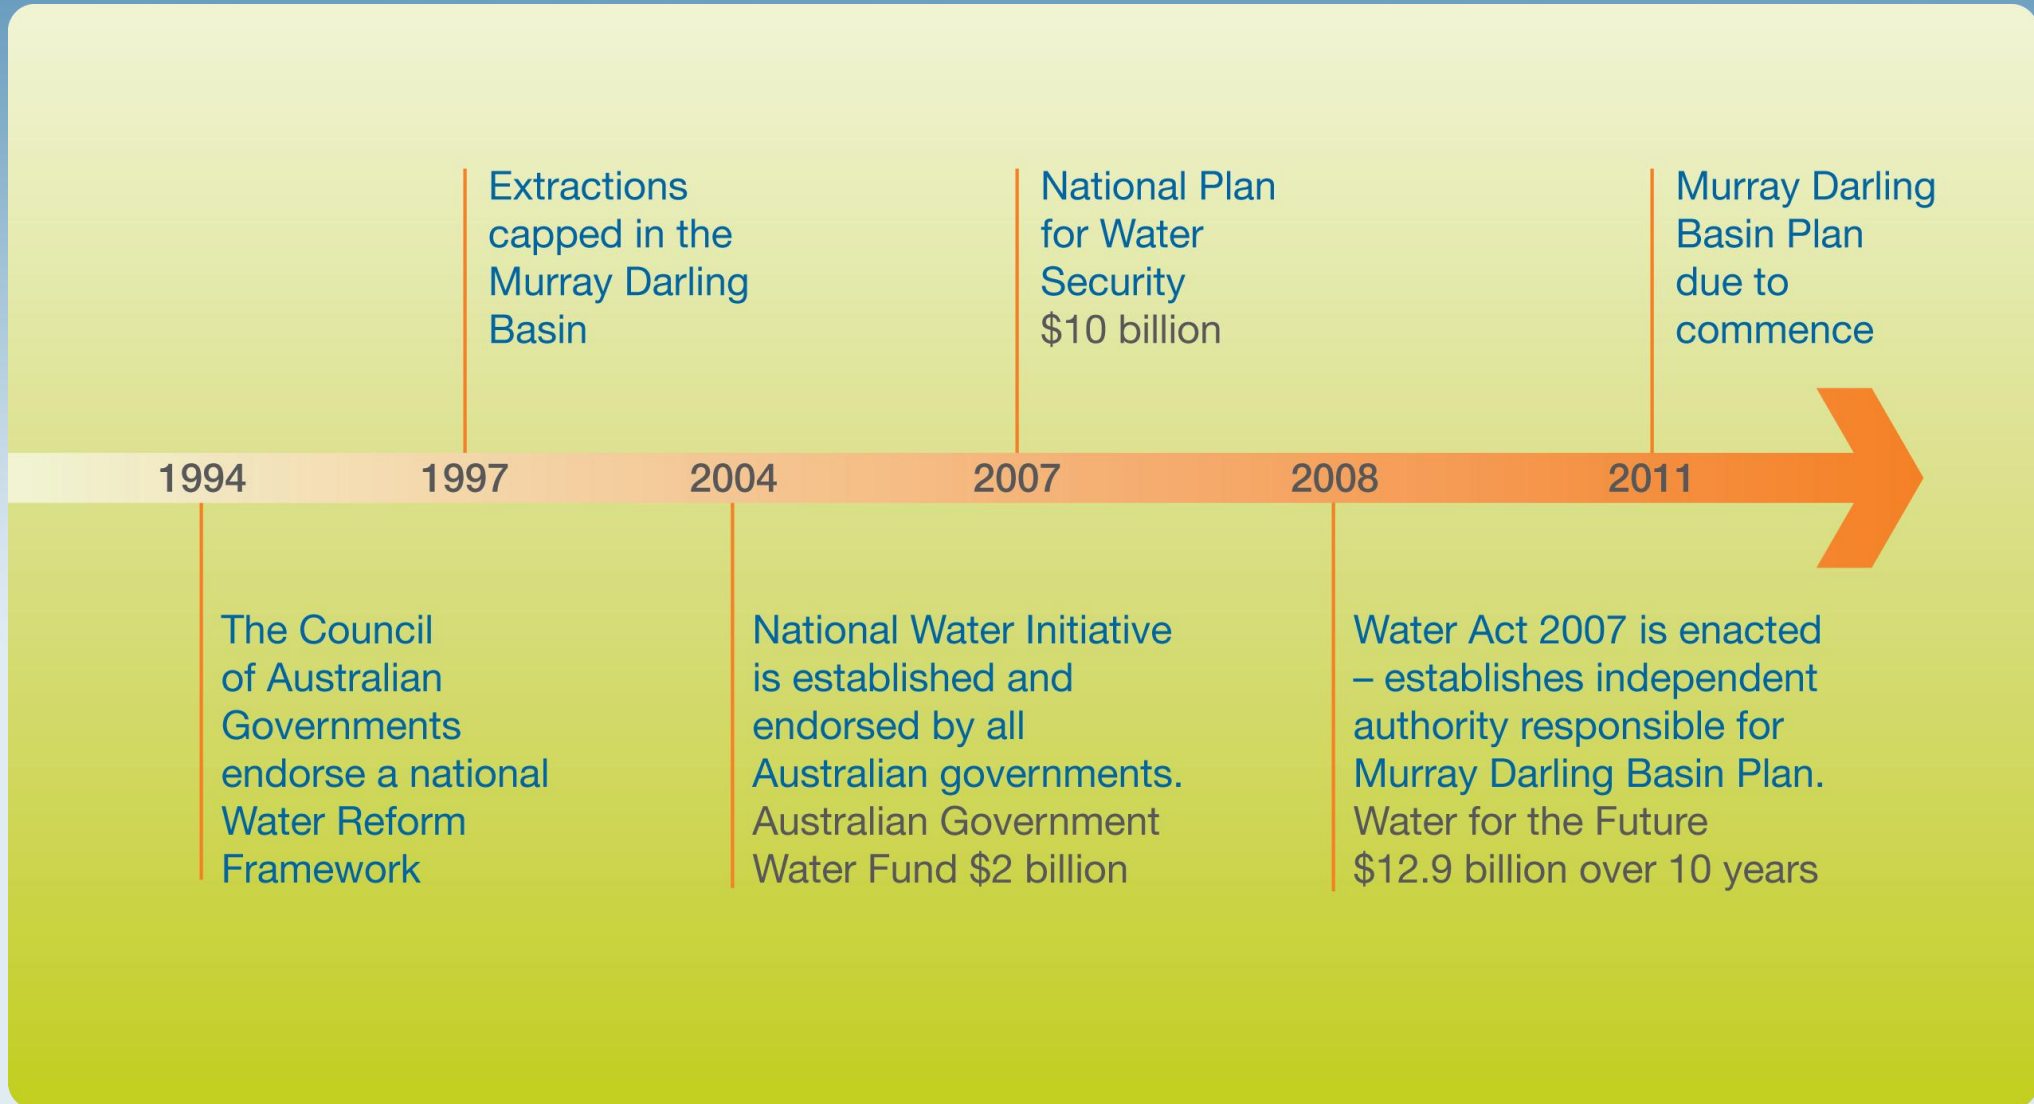 Extractions
capped in the
Murray Darling
Basin
National Plan
for Water
Security
$10 billion
Murray Darling
Basin Plan
due to
commence
1994 1997 2004 2007 2008 2011
The Council
of Australian
Governments
endorse a national
Water Reform
Framework
National Water Initiative
is established and
endorsed by all
Australian governments.
Australian Government
Water Fund $2 billion
Water Act 2007 is enacted
– establishes independent
authority responsible for
Murray Darling Basin Plan.
Water for the Future
$12.9 billion over 10 years